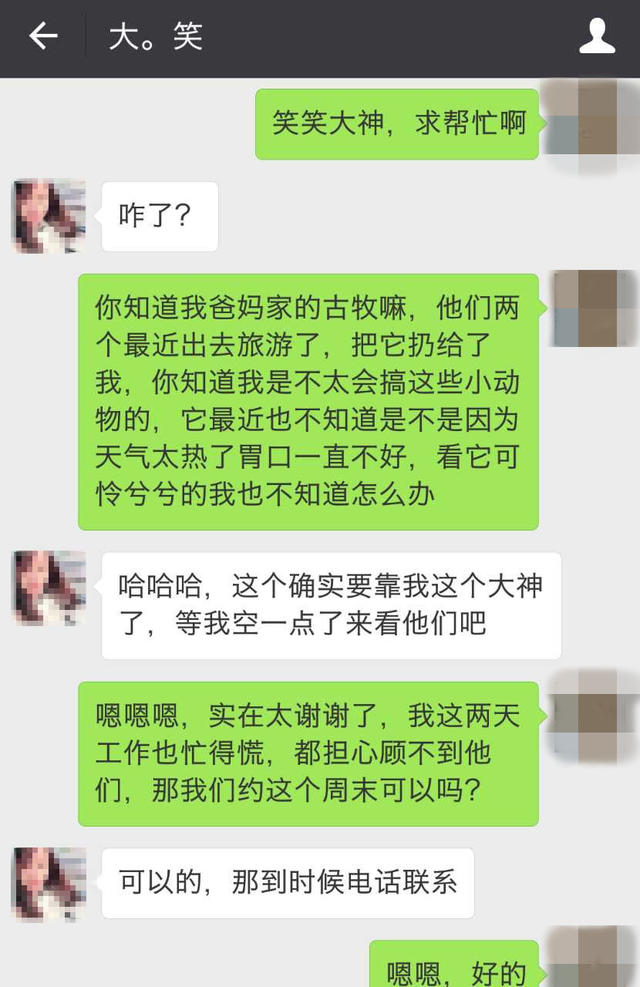 大。笑
笑笑大神，求帮忙啊
咋了？
你知道我爸妈家的古牧嘛，他们两
个最近出去旅游了，把它扔给了
我，你知道我是不太会搞这些小动
物的，它最近也不知道是不是因为
天气太热了胃口一直不好，看它可
怜兮兮的我也不知道怎么办
哈哈哈，这个确实要靠我这个大神
了，等我空一点了来看他们吧
嗯嗯嗯，实在太谢谢了，我这两天
工作也忙得慌，都担心顾不到他
们，那我们约这个周末可以吗？
可以的，那到时候电话联系
嗯嗯，好的